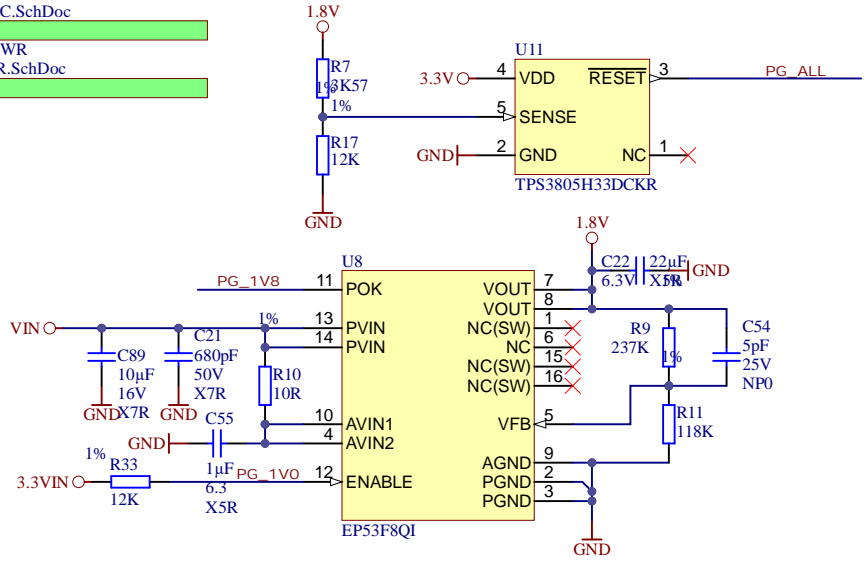 C.SchDoc
WR
R.SchDoc
1.8V
R7
3K57
1%
1%
R17
12K
GND
U11
3.3V
4
VDD
RESET
3
PG_ALL
5
SENSE
GND
2
GND
NC
1
TPS3805H33DCKR
1.8V
U8
C22
22µF
GND
6.3V
X5R
PG_1V8
11
POK
VOUT
7
VOUT
8
VIN
1%
13
PVIN
NC(SW)
1
14
PVIN
NC
6
NC(SW)
15
NC(SW)
16
C89
10µF
16V
X7R
GND
C21
680pF
50V
X7R
GND
R10
10R
R9
237K
1%
C54
5pF
25V
NP0
C55
10
AVIN1
VFB
5
R11
118K
GND
4
AVIN2
1µF
6.3
X5R
1%
R33
12K
3.3VIN
PG_1V0
12
ENABLE
AGND
9
PGND
2
PGND
3
EP53F8QI
GND